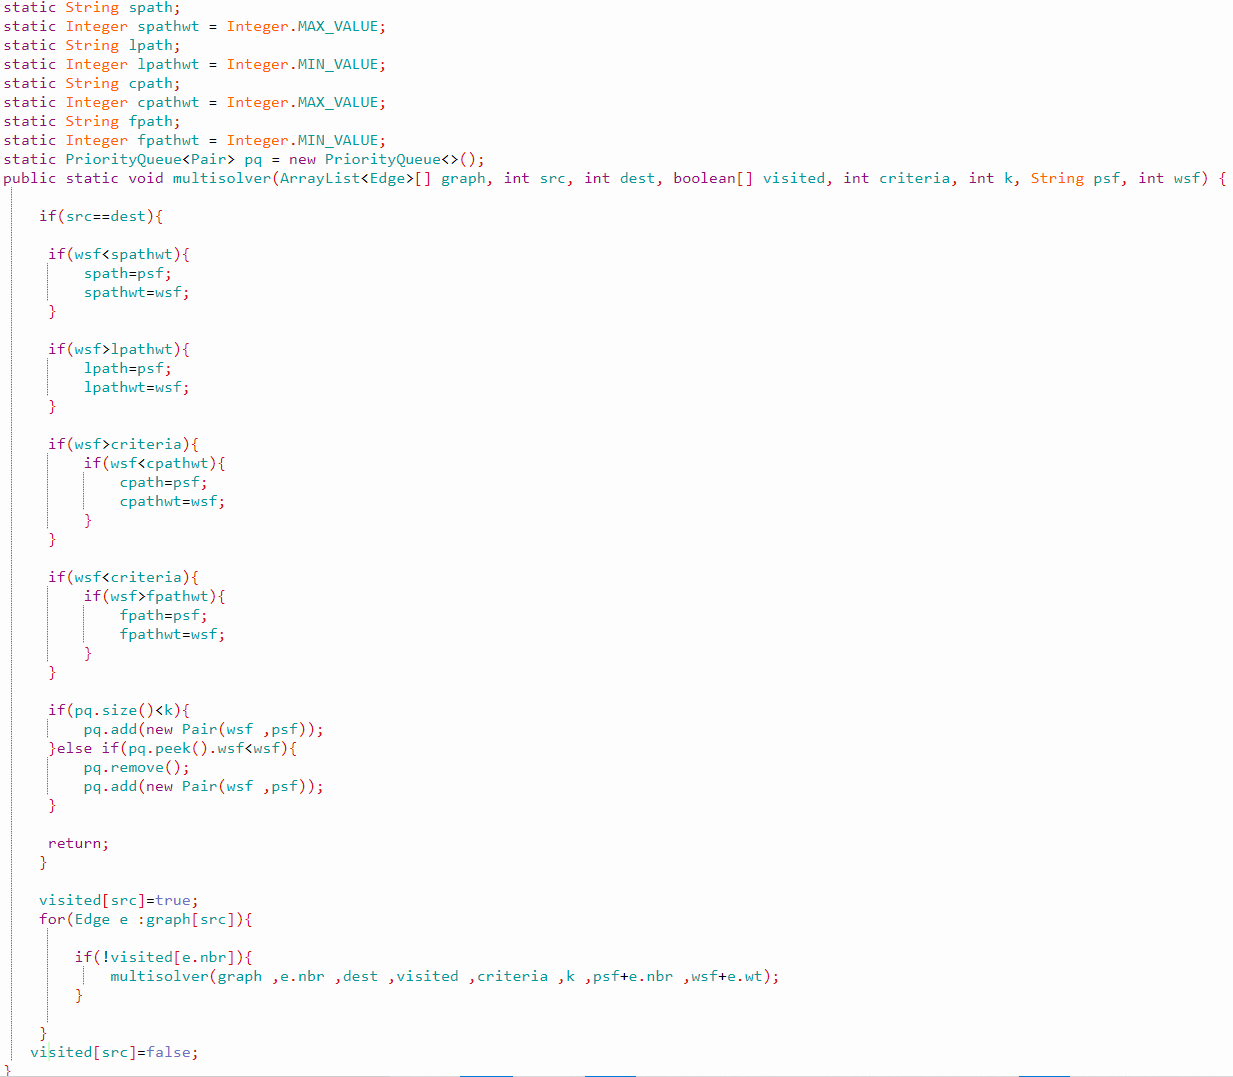 static String spath;
static Integer spathwt = Integer.MAX_VALUE;
static String lpath;
static Integer lpathwt = Integer.MIN_VALUE;
static String cpath;
static Integer cpathwt = Integer.MAX_VALUE;
static String fpath;
static Integer fpathwt = Integer.MIN_VALUE;
static PriorityQueue<Pair> pq = new PriorityQueue<>();
public static void multisolver(ArrayList<Edge>[] graph, int src, int dest, boolean[] visited, int criteria, int k, String psf, int wsf) {
if(src==dest){
if(wsf<spathwt){
spath=psf;
spathwt=wsf;
}
if(wsf>lpathwt){
lpath=psf;
lpathwt=wsf;
}
if(wsf>criteria){
if(wsf<cpathwt){
cpath=psf;
cpathwt=wsf;
}
}
if(wsf<criteria){
if(wsf>fpathwt){
fpath=psf;
fpathwt=wsf;
}
}
if(pq.size()<k){
pq.add(new Pair(wsf ,psf));
}else if(pq.peek().wsf<wsf){
pq.remove();
pq.add(new Pair(wsf ,psf));
}
return;
}
visited[src]=true;
for(Edge e :graph[src]){
if(!visited[e.nbr]){
multisolver(graph ,e.nbr ,dest ,visited ,criteria ,k ,psf+e.nbr ,wsf+e.wt);
}
}
visited[src]=false;
}